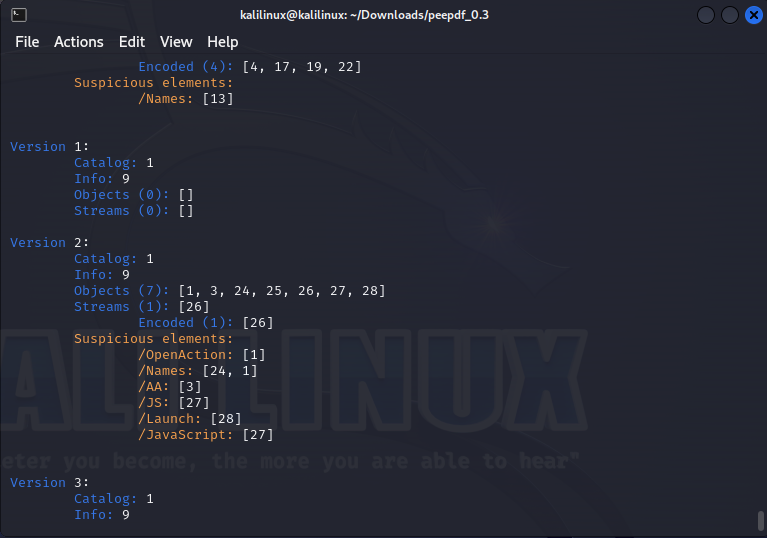 kalilinux@kalilinux: ~/Downloads/peepdf_0.3
File Actions Edit View Help
Encoded (4): [4, 17, 19, 22]
Suspicious elements:
/Names: [13]
Version 1:
Catalog: 1
Info: 9
Objects (0): []
Streams (0): []
Version 2:
Catalog: 1
Info: 9
Objects (7): [1, 3, 24, 25, 26, 27, 28]
Streams (1): [26]
Encoded (1): [26]
Suspicious elements:
/OpenAction: [1]
/Names: [24, 1]
/AA: [3]
/JS: [27]
/Launch: [28]
/JavaScript: [27]
ALI LINUX
eter you become, the more you are able to hear"
Version 3:
Catalog: 1
Info: 9